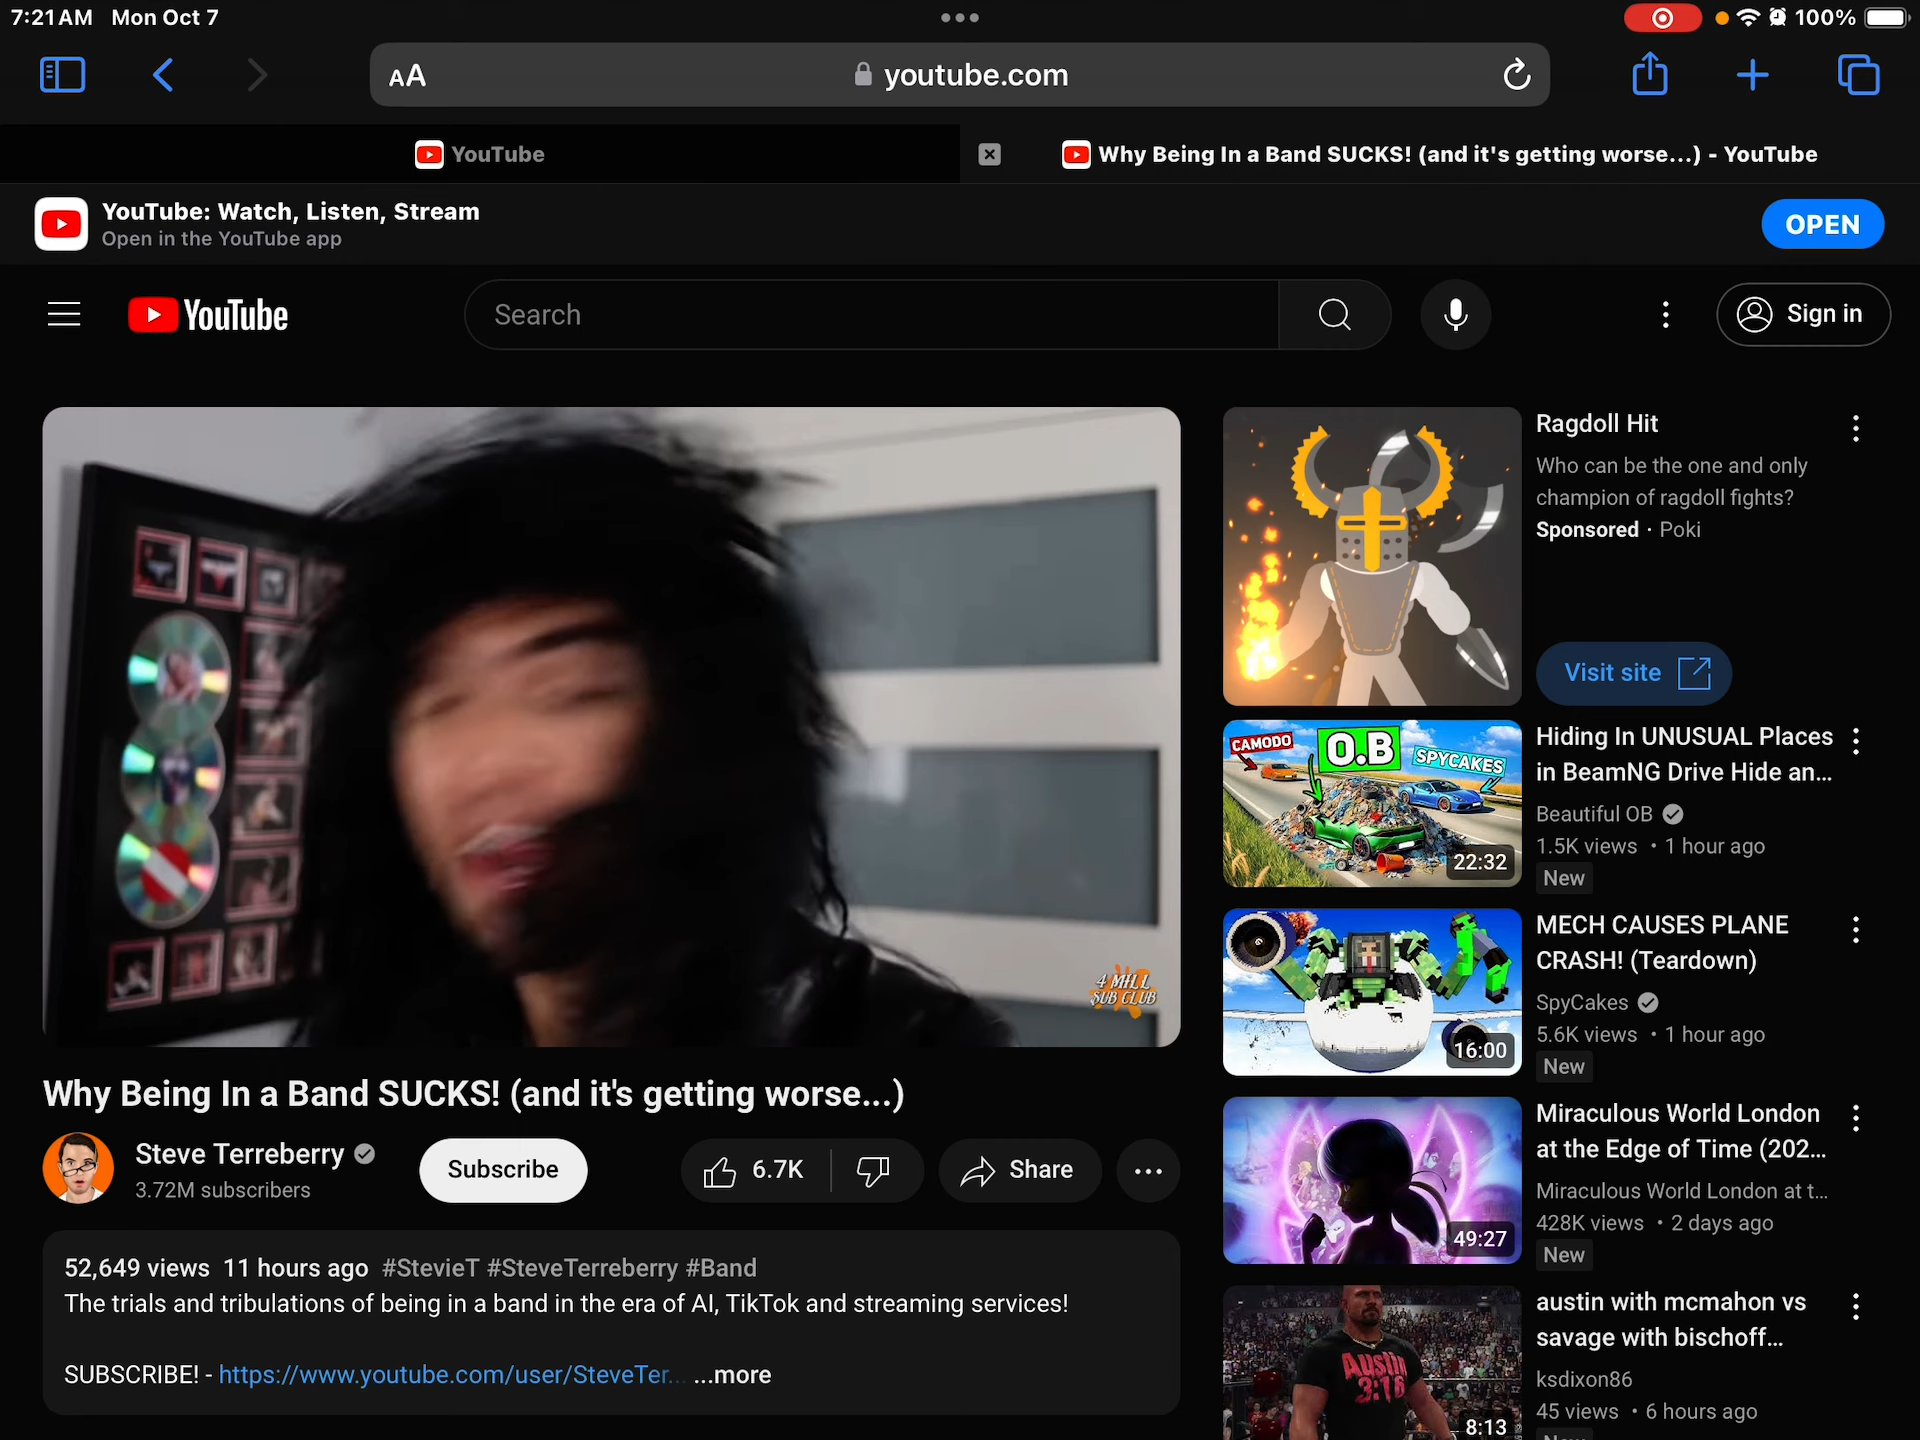 7:21AM Mon Oct 7
100%
AA
youtube.com
YouTube
Why Being In a Band SUCKS! (and it's getting worse...) - YouTube
YouTube: Watch, Listen, Stream
Open in the YouTube app
OPEN
YouTube
Search
Sign in
4 MILL
SUB CLUB
Why Being In a Band SUCKS! (and it's getting worse...)
Steve Terreberry
3.72M subscribers
Subscribe
6.7K
Share
52,649 views 11 hours ago #StevieT #SteveTerreberry #Band
The trials and tribulations of being in a band in the era of AI, TikTok and streaming services!
SUBSCRIBE! - https://www.youtube.com/user/SteveTer... ...more
Ragdoll Hit
Who can be the one and only
champion of ragdoll fights?
Sponsored · Poki
Visit site
CAMODO
O.B
SPYCAKES
22:32
Hiding In UNUSUAL Places
in BeamNG Drive Hide an...
Beautiful OB
1.5K views • 1 hour ago
New
16:00
MECH CAUSES PLANE
CRASH! (Teardown)
SpyCakes
5.6K views • 1 hour ago
New
49:27
Miraculous World London
at the Edge of Time (202...
Miraculous World London at t...
428K views • 2 days ago
New
AUSTIN
3:16
8:13
austin with mcmahon vs
savage with bischoff...
ksdixon86
45 views • 6 hours ago
New